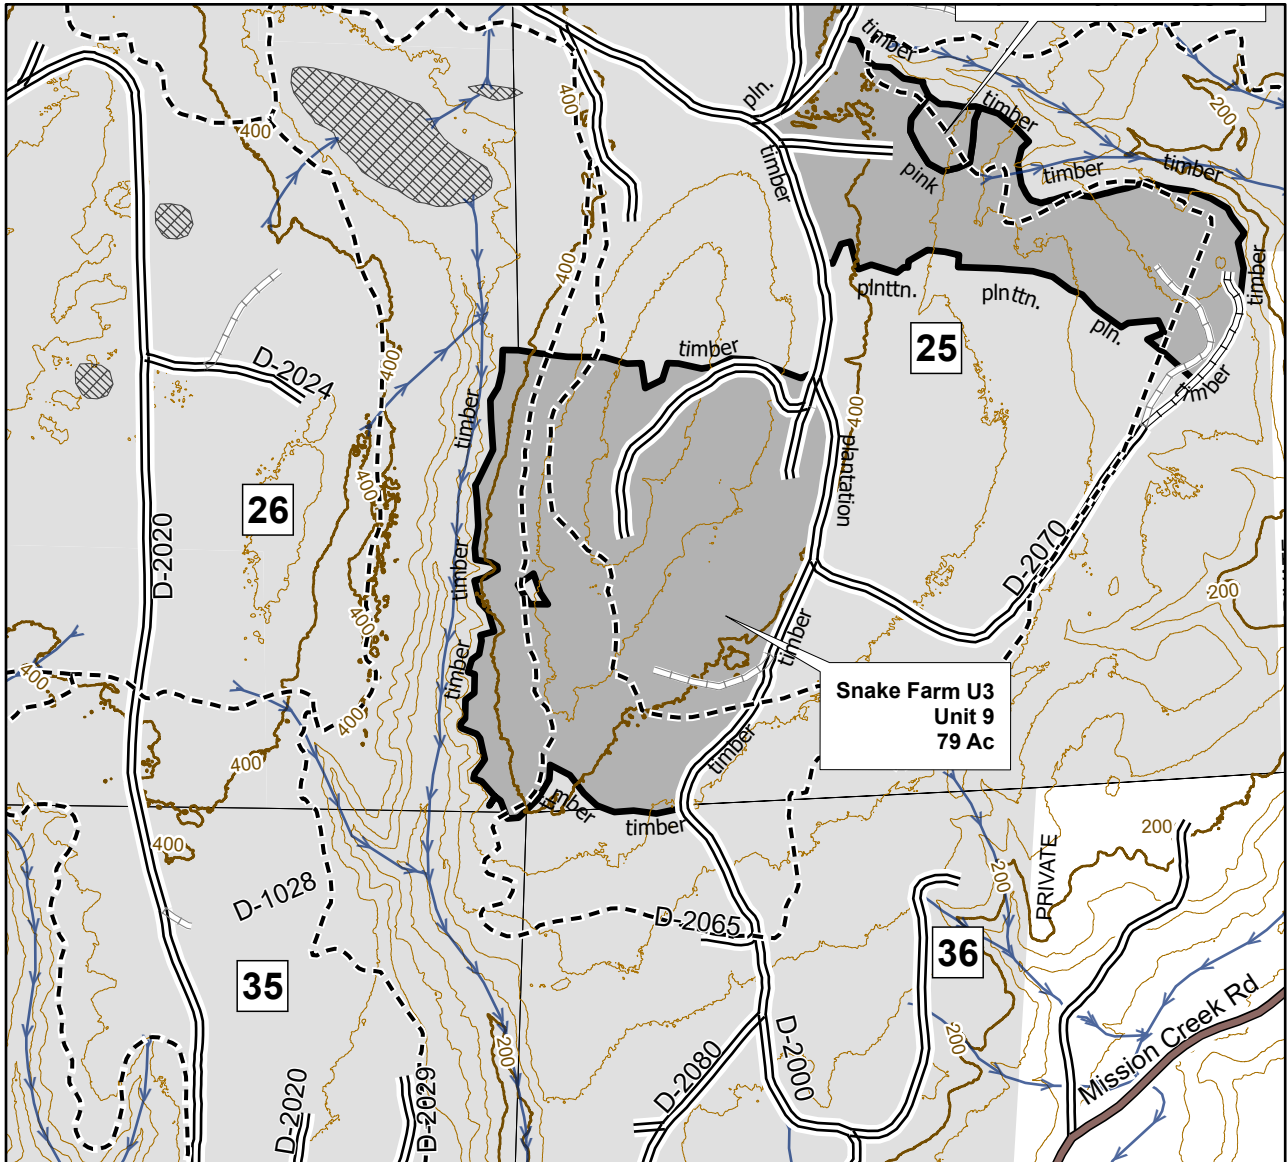 timber
pln.
400
400
timber
200
timber
pink
timber
timber
400
timber
plnttn.
plnttn.
pln.
25
timber
timber
D-2024
400
400
timber
plantation
400
26
D-2020
timber
D-2070
200
400
timber
timber
400
400
400
timber
Snake Farm U3
Unit 9
79 Ac
mber
timber
200
400
PRIVATE
200
D-1028
D-2065
36
35
200
200
D-2000
D-2080
Mission Creek Rd
D-2020
D-2029